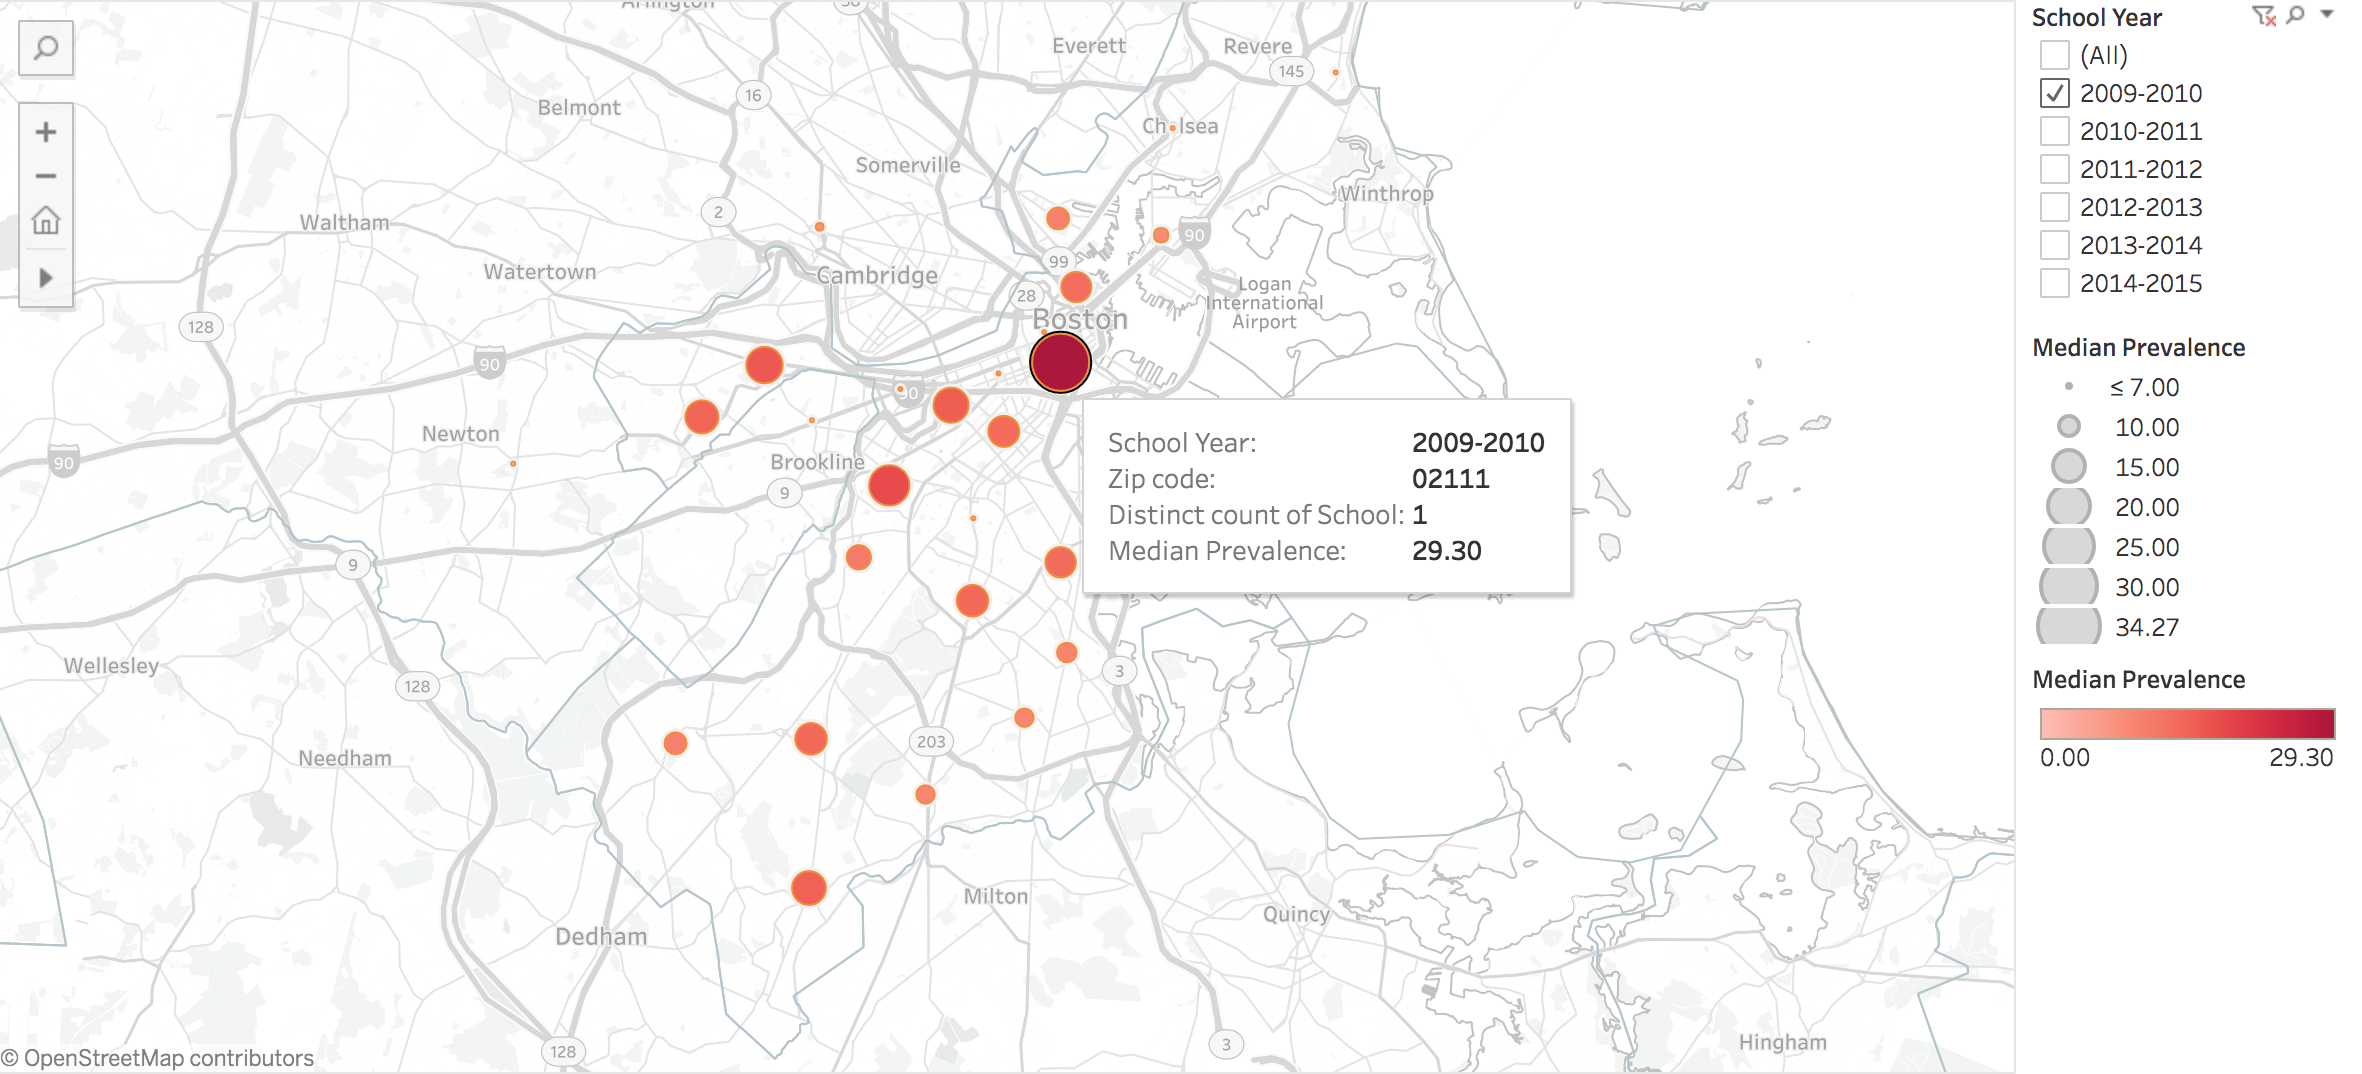 Arlington
38
Everett
Revere
145
16
Belmont
Chelsea
Somerville
Winthrop
2
Waltham
90
Watertown
99
Cambridge
Logan
International
Airport
28
Boston
128
90
90
Newton
Brookline
90
9
School Year: 2009-2010
Zip code: 02111
Distinct count of School: 1
Median Prevalence: 29.30
9
Wellesley
3
128
203
Needham
Milton
Quincy
Dedham
3
Hingham
128
© OpenStreetMap contributors
School Year
(All)
2009-2010
2010-2011
2011-2012
2012-2013
2013-2014
2014-2015
Median Prevalence
≤ 7.00
10.00
15.00
20.00
25.00
30.00
34.27
Median Prevalence
0.00 29.30